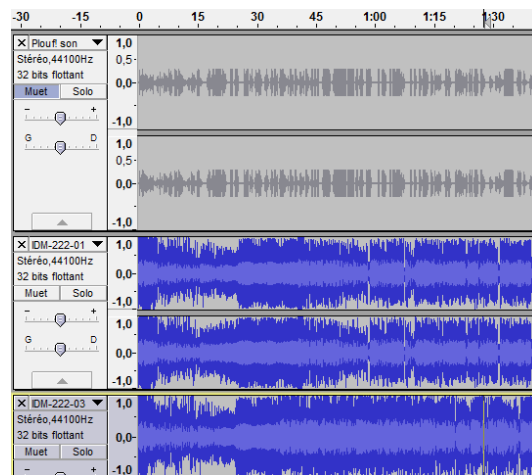 -30 -15 0 15 30 45 1:00 1:15 1:30
Plouf! son
Stéréo,44100Hz
32 bits flottant
Muet Solo
- +
G D
1,0
0,5
0,0
-1,0
1,0
0,5
0,0
-1,0
IDM-222-01
Stéréo,44100Hz
32 bits flottant
Muet Solo
- +
G D
1,0
0,0
-1,0
1,0
0,0
-1,0
IDM-222-03
Stéréo,44100Hz
32 bits flottant
Muet Solo
- +
1,0
0,0
-1,0